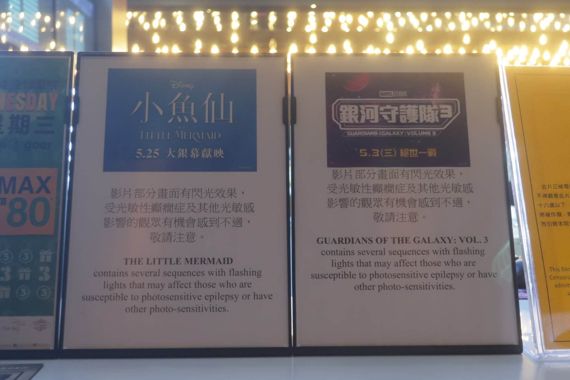 ESDAY
期三
MAX
$80
Disney
小魚仙
THE
LITTLE MERMAID
5.25 大銀幕獻映
影片部分畫面有閃光效果,
受光敏性癲癇症及其他光敏感
影響的觀眾有機會感到不適,
敬請注意。
THE LITTLE MERMAID
contains several sequences with flashing
lights that may affect those who are
susceptible to photosensitive epilepsy or have
other photo-sensitivities.
銀河守護隊3
GUARDIANS OF THE GALAXY: VOLUME 3
5.3(三) 絕世一戰
影片部分畫面有閃光效果,
受光敏性癲癇症及其他光敏感
影響的觀眾有機會感到不適,
敬請注意。
GUARDIANS OF THE GALAXY: VOL. 3
contains several sequences with flashing
lights that may affect those who are
susceptible to photosensitive epilepsy or have
other photo-sensitivities.